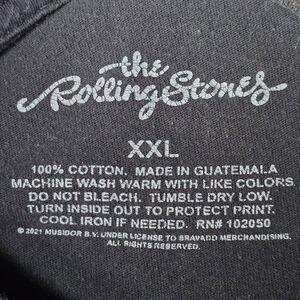 the
Rolling Stones
XXL
100% COTTON. MADE IN GUATEMALA
MACHINE WASH WARM WITH LIKE COLORS
DO NOT BLEACH. TUMBLE DRY LOW.
TURN INSIDE OUT TO PROTECT PRINT.
COOL IRON IF NEEDED. RN# 102050
© 2021 MUSIDOR B.V. UNDER LICENSE TO BRAVADO MERCHANDISING.
ALL RIGHTS RESERVED.